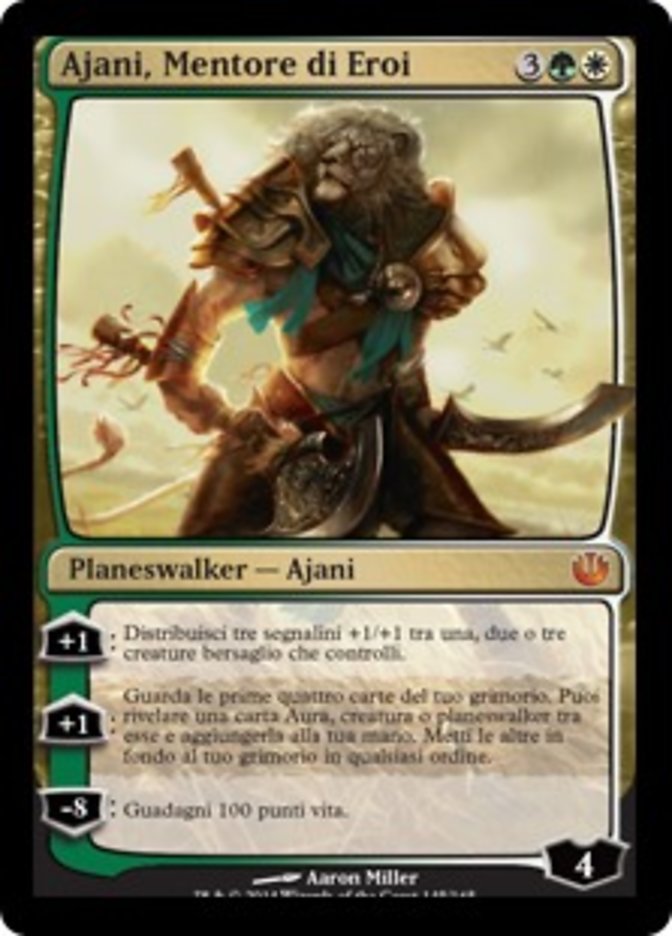 Ajani, Mentore di Eroi
3
Planeswalker — Ajani
+1 : Distribuisci tre segnalini +1/+1 tra una, due o tre
creature bersaglio che controlli.
Guarda le prime quattro carte del tuo grimorio. Puoi
+1 : rivelare una carta Aura, creatura o planeswalker tra
esse e aggiungerla alla tua mano. Metti le altre in
fondo al tuo grimorio in qualsiasi ordine.
-8 : Guadagni 100 punti vita.
4
Aaron Miller